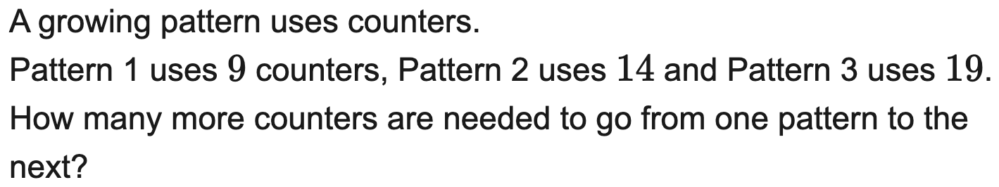 A growing pattern uses counters.
Pattern 1 uses 9 counters, Pattern 2 uses 14 and Pattern 3 uses 19.
How many more counters are needed to go from one pattern to the
next?